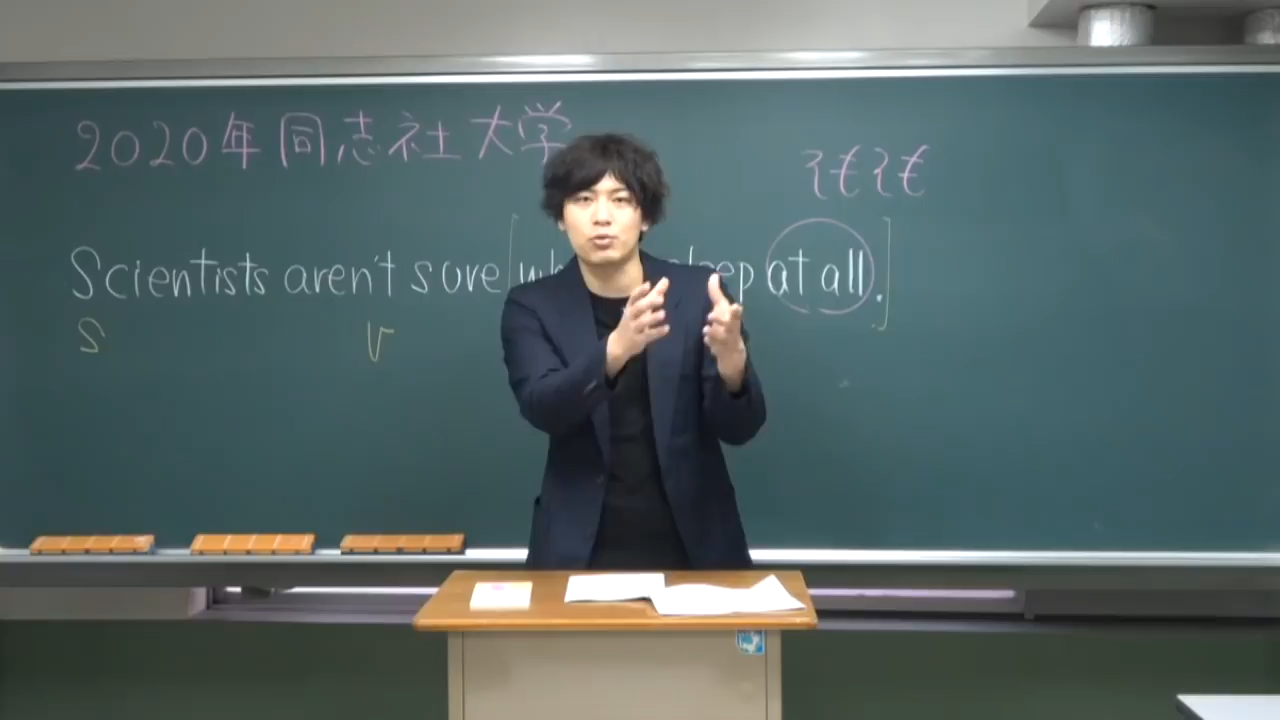 2020年同志社大学
そもそも
Scientists aren't sure [ at all.]
S V